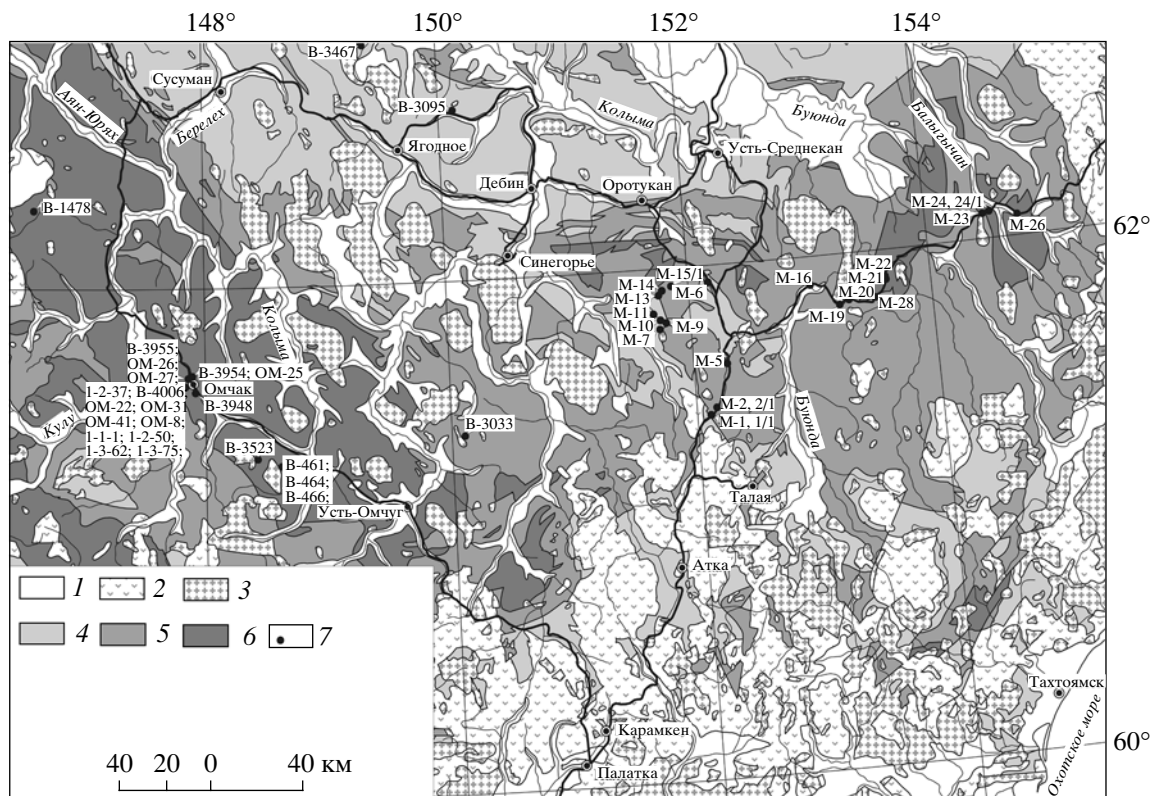 148° 150° 152° 154°
В-3467
Сусуман
Аян-Юрях
Берелех
В-3095
Колыма
Буюнда
Балыгычан
Ягодное
Усть-Среднекан
Дебин
Оротукан
М-24, 24/1
М-23
М-26
В-1478
62°
Синегорье
М-15/1
М-14
М-6
М-13
М-11
М-10
М-9
М-7
М-16
М-22
М-21
М-20
М-28
М-19
Колыма
В-3955;
ОМ-26;
ОМ-27;
В-3954; ОМ-25
1-2-37; В-4006;
Омчак
ОМ-22; ОМ-31
В-3948
ОМ-41; ОМ-8;
1-1-1; 1-2-50;
1-3-62; 1-3-75;
Кулу
М-5
М-2, 2/1
М-1, 1/1
Буюнда
В-3033
В-3523
В-461;
В-464;
В-466;
Усть-Омчуг
Талая
Атка
1 2 3
4 5 6 7
Тахтоямск
Охотское море
Карамкен
60°
Палатка
40 20 0 40 км